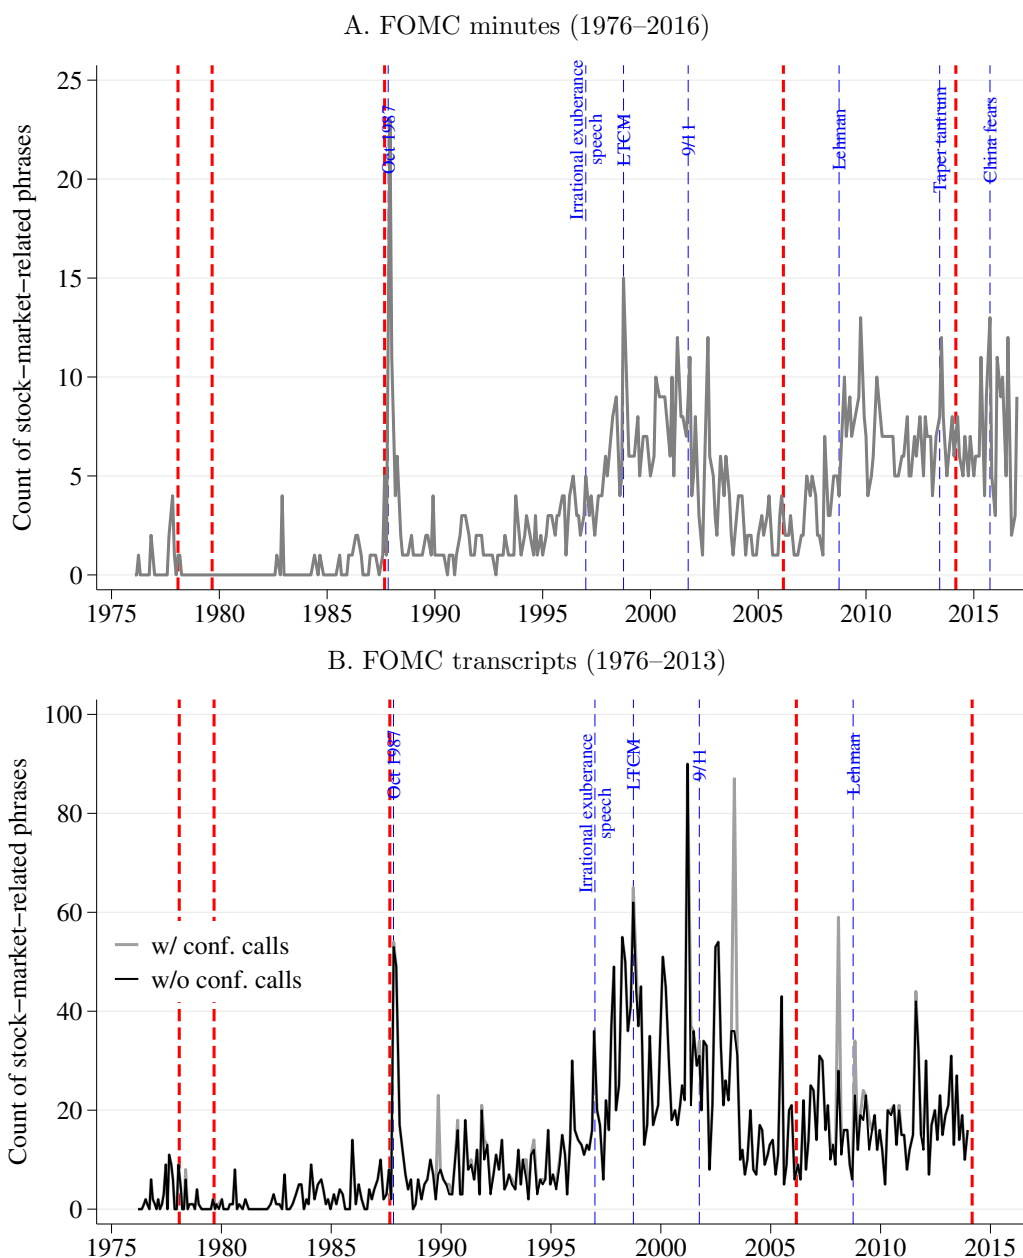 A. FOMC minutes (1976–2016)
Count of stock–market–related phrases
25
20
15
10
5
0
Oct 1987
Irrational exuberance
speech
LTCM
9/11
Lehman
Taper tantrum
China fears
1975 1980 1985 1990 1995 2000 2005 2010 2015
B. FOMC transcripts (1976–2013)
Count of stock–market–related phrases
100
80
60
40
20
0
Oct 1987
Irrational exuberance
speech
LTCM
9/11
Lehman
w/ conf. calls
w/o conf. calls
1975 1980 1985 1990 1995 2000 2005 2010 2015